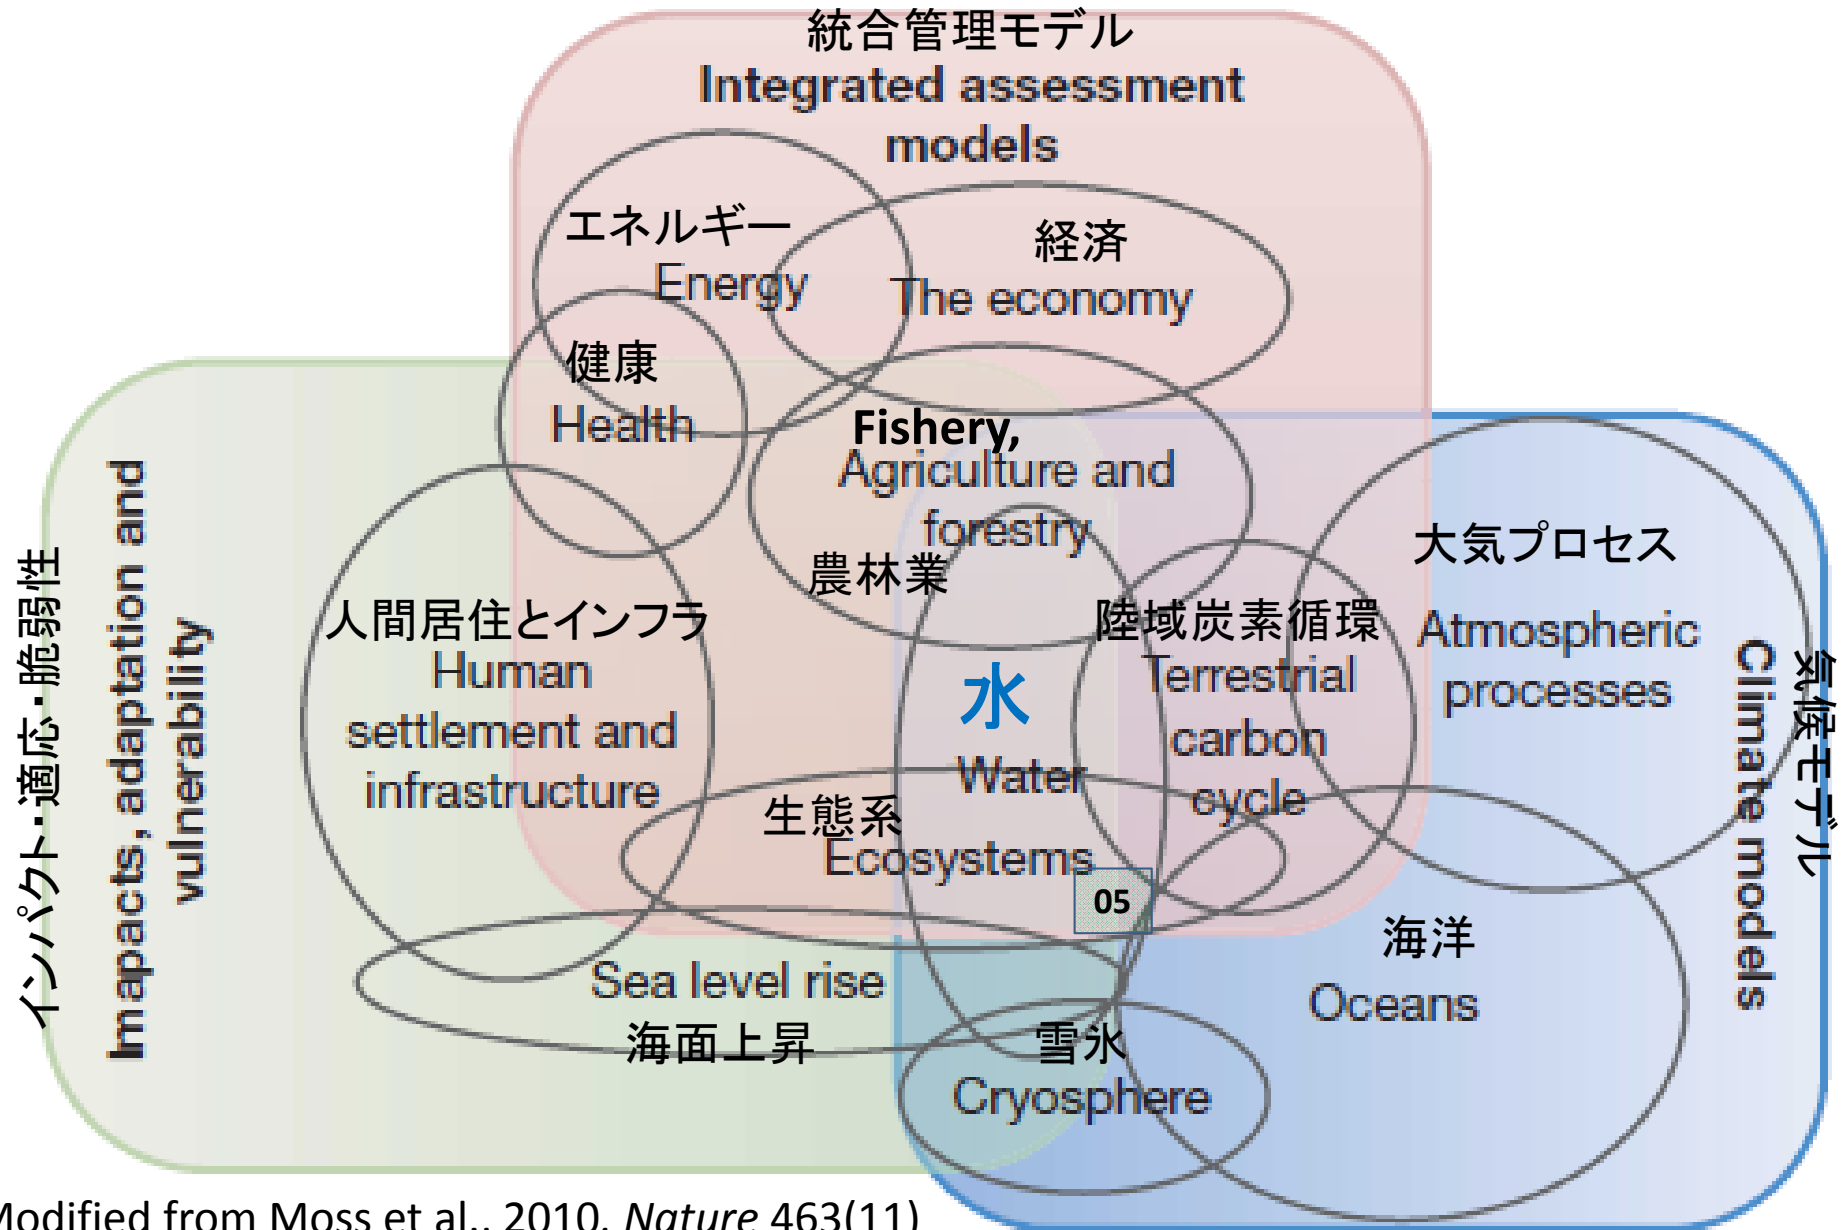 統合管理モデル
Integrated assessment
models
エネルギー
Energy
経済
The economy
健康
Health
Fishery,
Agriculture and
forestry
農林業
インパクト・適応・脆弱性
Imapacts, adaptation and
vulnerability
人間居住とインフラ
Human
settlement and
infrastructure
水
Water
陸域炭素循環
Terrestrial
carbon
cycle
大気プロセス
Atmospheric
processes
気候モデル
Climate models
生態系
Ecosystems
05
海洋
Oceans
Sea level rise
海面上昇
雪氷
Cryosphere
Modified from Moss et al., 2010, Nature 463(11)